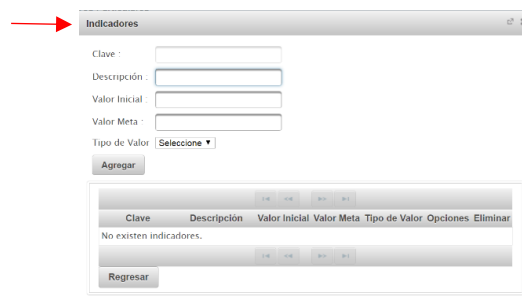 Indicadores
Clave :
Descripción :
Valor Inicial :
Valor Meta :
Tipo de Valor Seleccione
Agregar
Clave Descripción Valor Inicial Valor Meta Tipo de Valor Opciones Eliminar
No existen indicadores.
Regresar